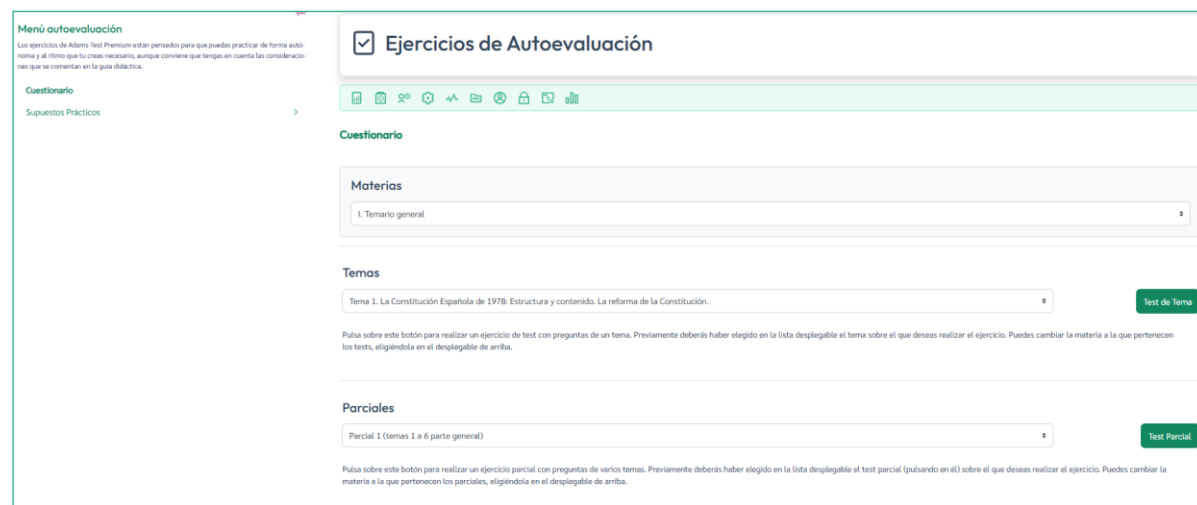 Menú autoevaluación
Los ejercicios de Adams Test Premium están pensados para que puedas practicar de forma autó-
noma y al ritmo que tu creas necesario, aunque conviene que tengas en cuenta las consideracio-
nes que se comentan en la guía didáctica.
Cuestionario
Supuestos Prácticos
Ejercicios de Autoevaluación
Cuestionario
Materias
I. Temario general
Temas
Tema 1. La Constitución Española de 1978: Estructura y contenido. La reforma de la Constitución.
Test de Tema
Pulsa sobre este botón para realizar un ejercicio de test con preguntas de un tema. Previamente deberás haber elegido en la lista desplegable el tema sobre el que deseas realizar el ejercicio. Puedes cambiar la materia a la que pertenecen
los tests, eligiéndola en el desplegable de arriba.
Parciales
Parcial 1 (temas 1 a 6 parte general)
Test Parcial
Pulsa sobre este botón para realizar un ejercicio parcial con preguntas de varios temas. Previamente deberás haber elegido en la lista desplegable el test parcial (pulsando en él) sobre el que deseas realizar el ejercicio. Puedes cambiar la
materia a la que pertenecen los parciales, eligiéndola en el desplegable de arriba.